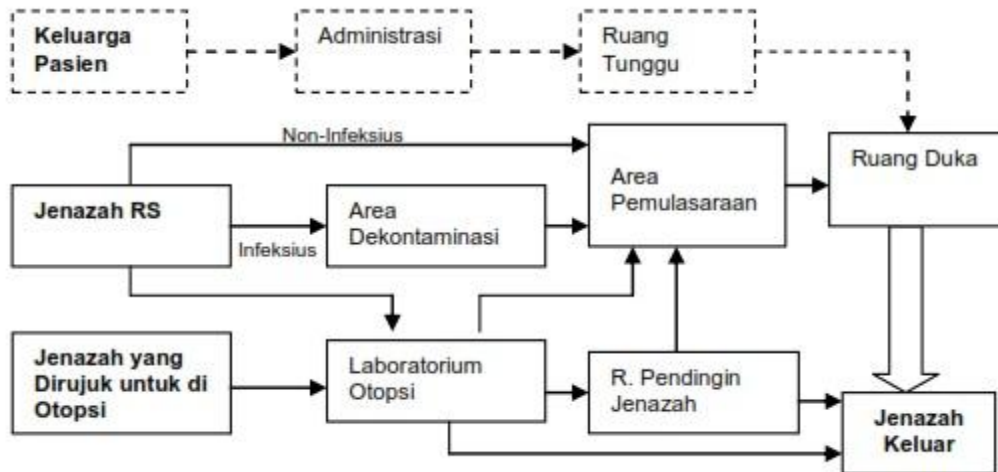 Keluarga
Pasien
Administrasi
Ruang
Tunggu
Non-Infeksius
Ruang Duka
Area
Pemulasaraan
Jenazah RS
Infeksius
Area
Dekontaminasi
Jenazah yang
Dirujuk untuk di
Otopsi
Laboratorium
Otopsi
R. Pendingin
Jenazah
Jenazah
Keluar